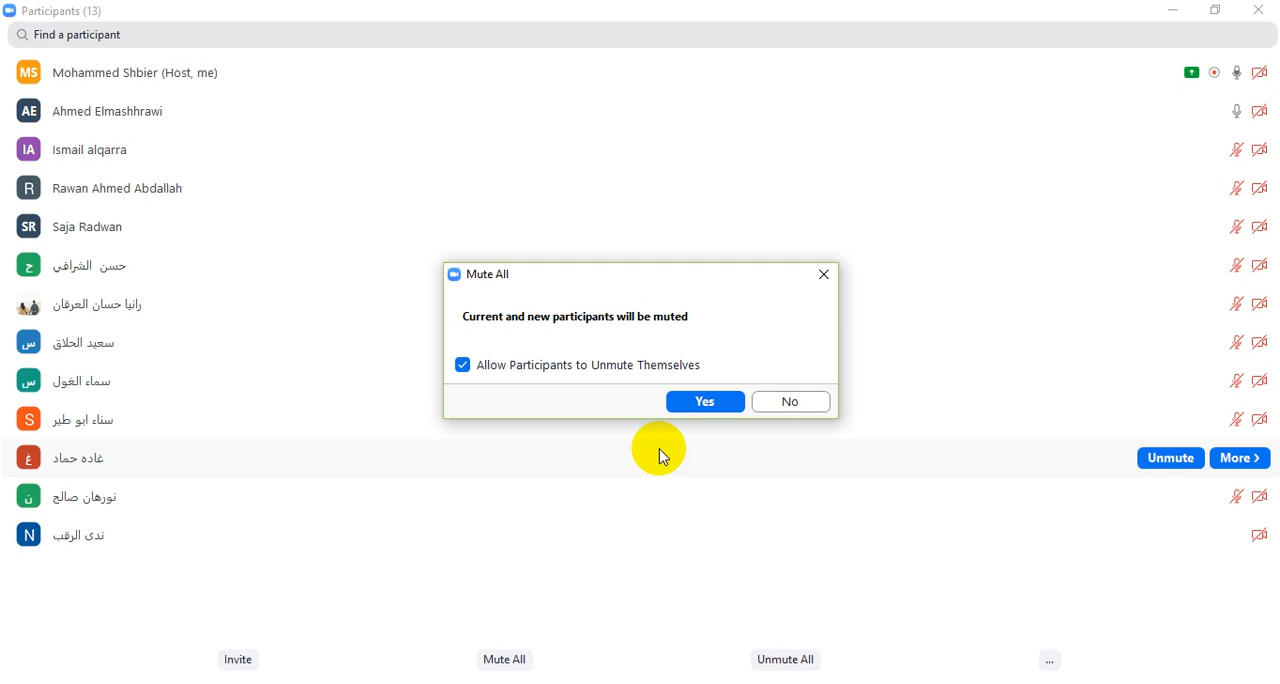 Participants (13)
Find a participant
MS Mohammed Shbier (Host, me)
AE Ahmed Elmashhrawi
IA Ismail alqarra
R Rawan Ahmed Abdallah
SR Saja Radwan
ح حسن الشرافي
رانيا حسان العرقان
س سعيد الحلاق
س سماء الغول
S سناء ابو طير
غ غاده حماد
Unmute More >
ن نورهان صالح
N ندى الرقب
Mute All
Current and new participants will be muted
Allow Participants to Unmute Themselves
Yes No
Invite Mute All Unmute All ...